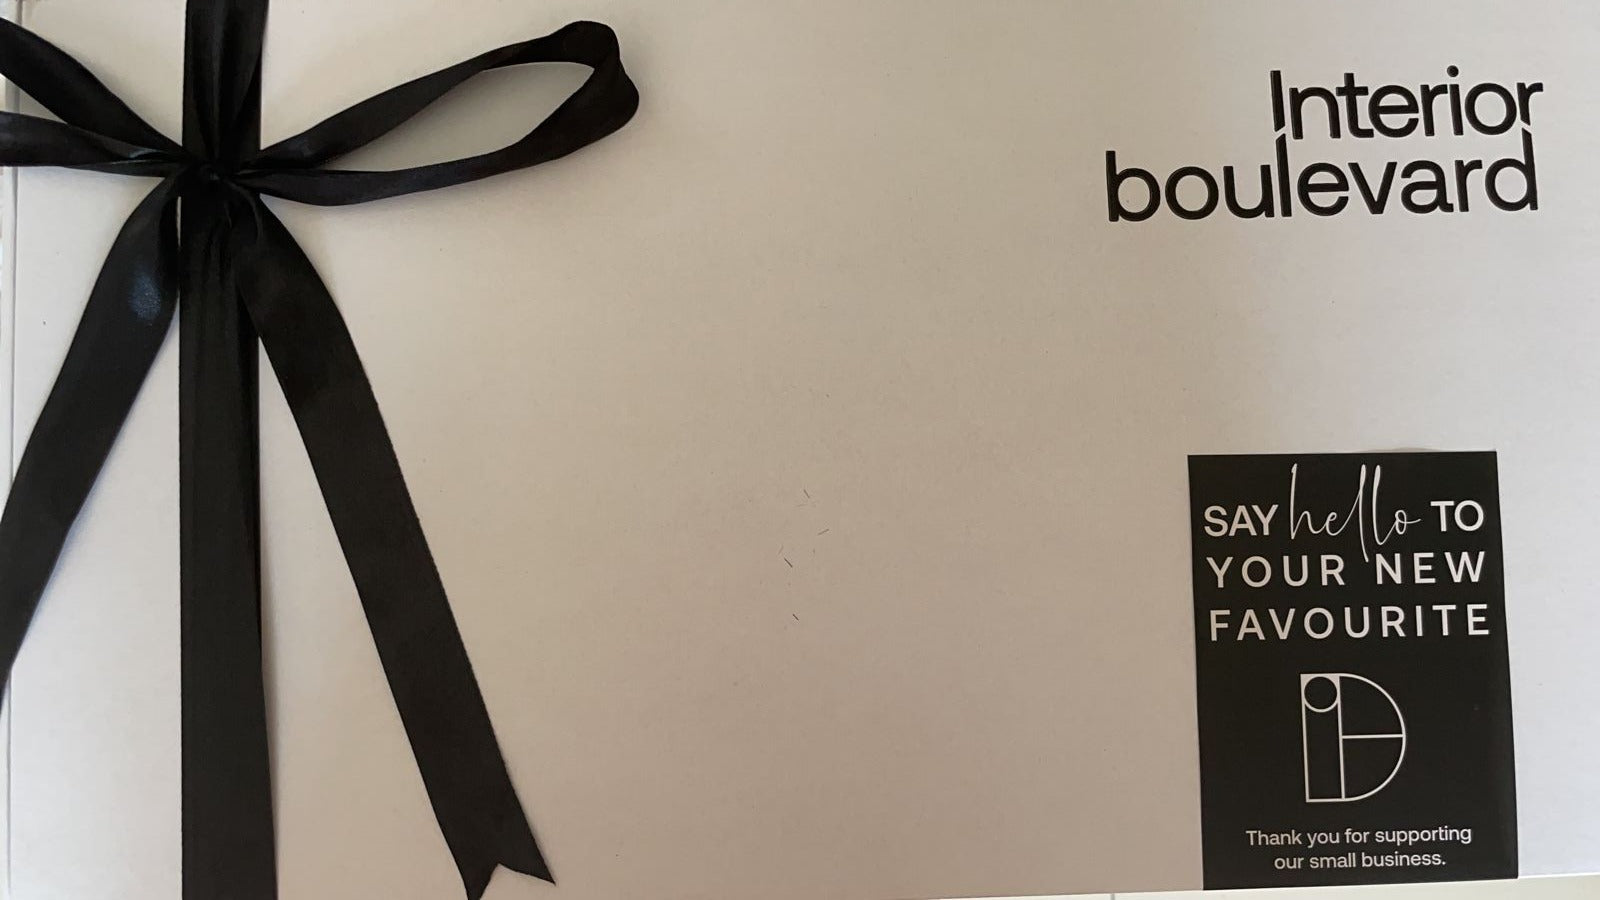 Interior
boulevard
SAY hello TO
YOUR NEW
FAVOURITE
Thank you for supporting
our small business.